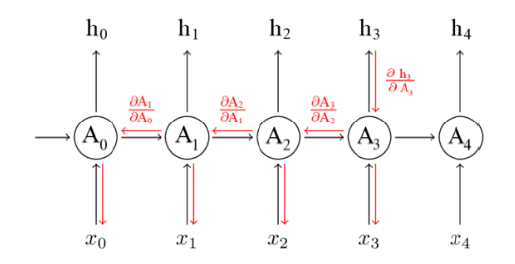 h₀ h₁ h₂ h₃ h₄
∂A₁/∂A₀ ∂A₂/∂A₁ ∂A₃/∂A₂ ∂ h₃/∂ A₃
A₀ A₁ A₂ A₃ A₄
x₀ x₁ x₂ x₃ x₄